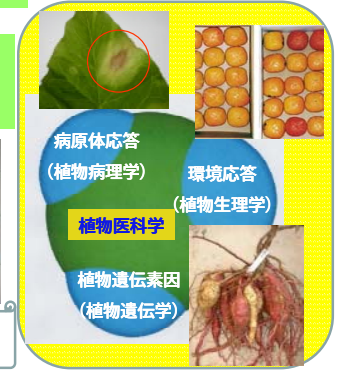 病原体応答
（植物病理学）
環境応答
（植物生理学）
植物医科学
植物遺伝素因
（植物遺伝学）